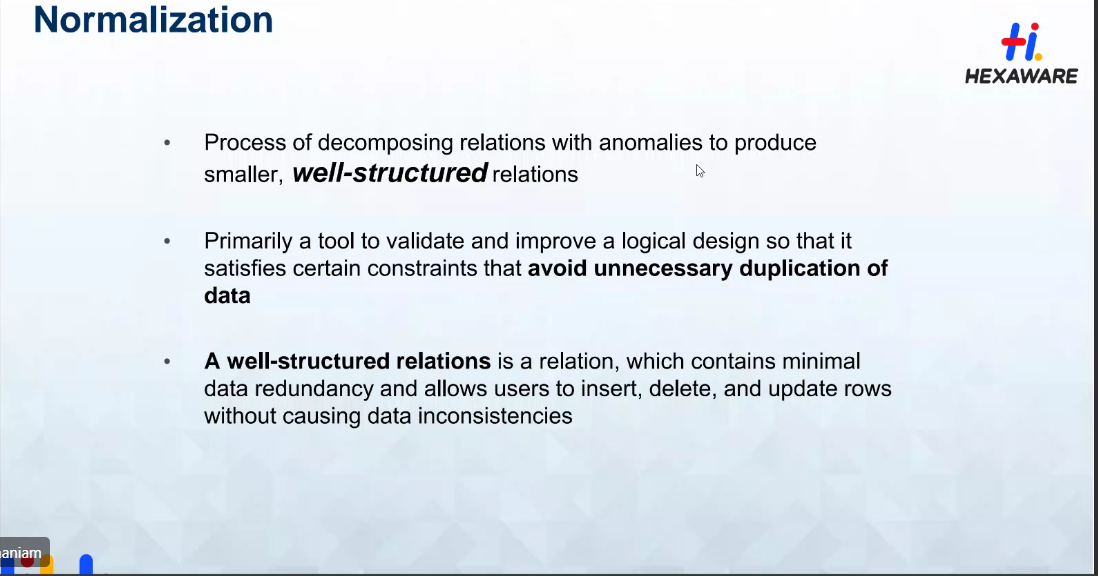 Normalization
HEXAWARE
• Process of decomposing relations with anomalies to produce
smaller, well-structured relations
• Primarily a tool to validate and improve a logical design so that it
satisfies certain constraints that avoid unnecessary duplication of
data
• A well-structured relations is a relation, which contains minimal
data redundancy and allows users to insert, delete, and update rows
without causing data inconsistencies
aniam